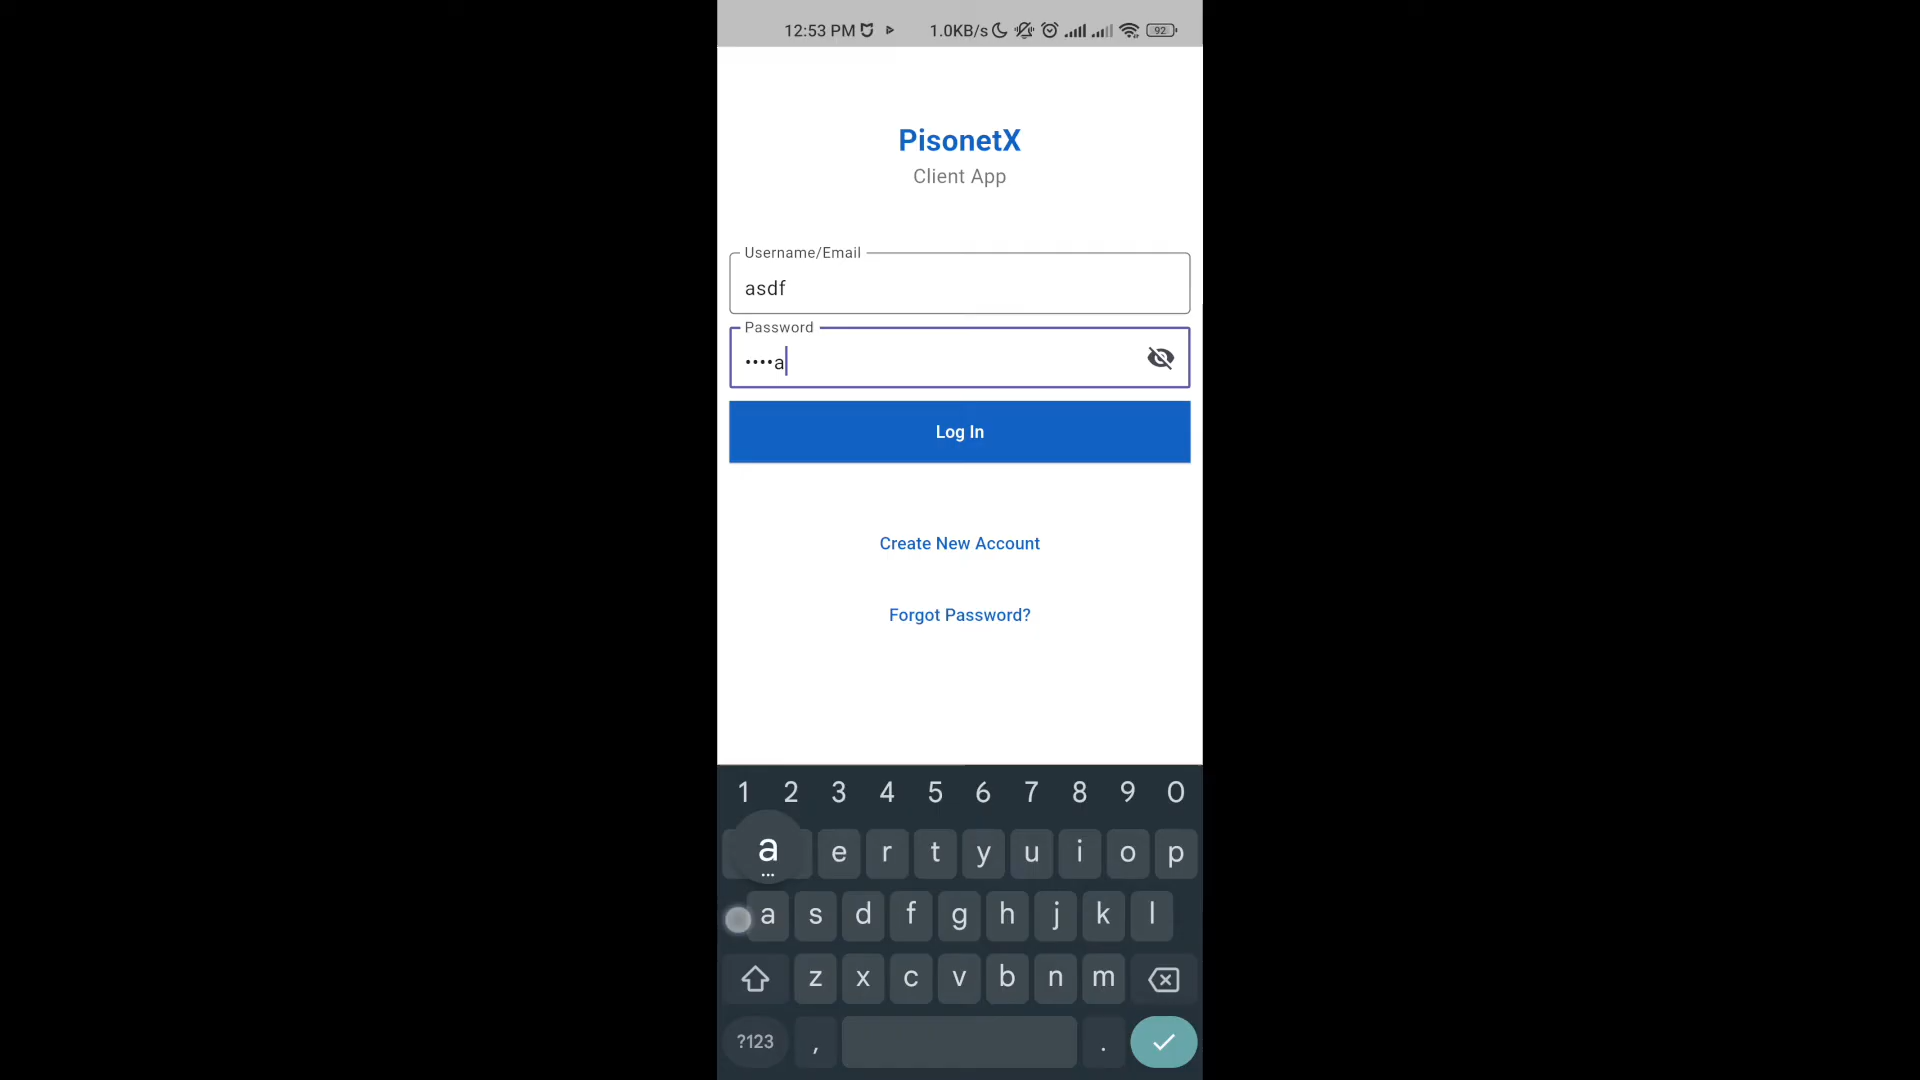 12:53 PM 1.0KB/s 92
PisonetX
Client App
Username/Email
asdf
Password
••••a
Log In
Create New Account
Forgot Password?
1 2 3 4 5 6 7 8 9 0
a e r t y u i o p
a s d f g h j k l
z x c v b n m
?123 , .